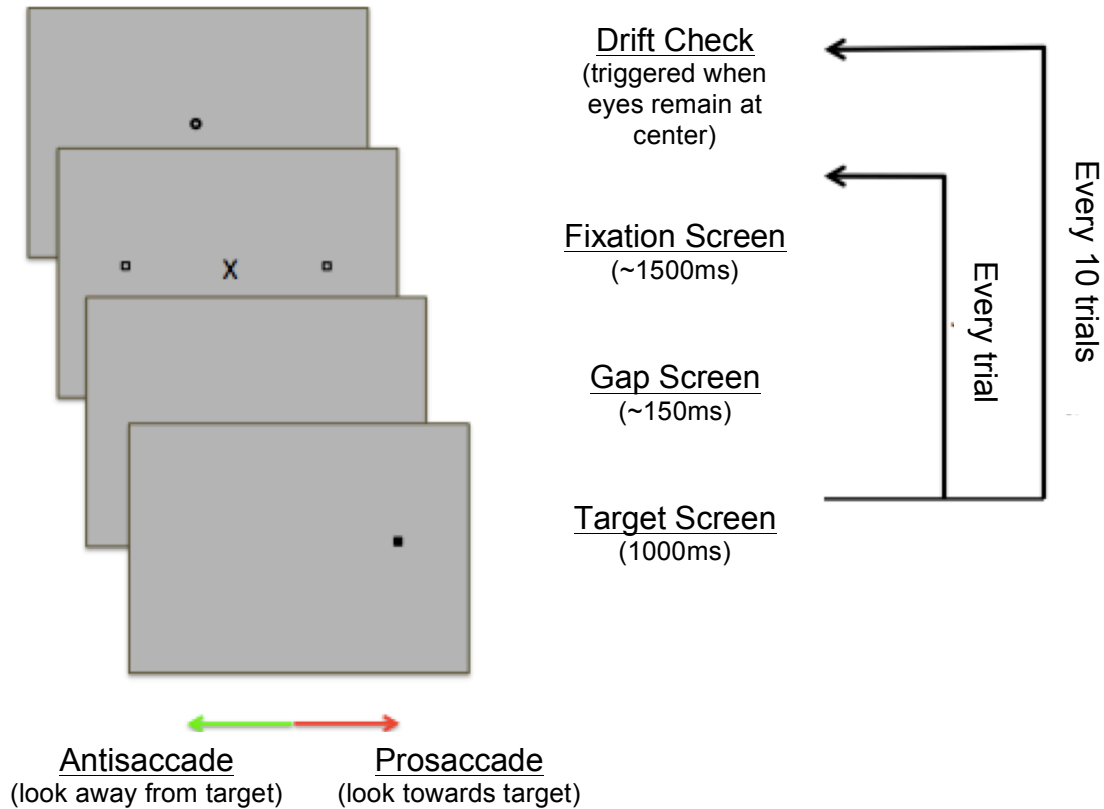 Drift Check
(triggered when
eyes remain at
center)
X
Fixation Screen
(~1500ms)
Gap Screen
(~150ms)
Target Screen
(1000ms)
Every trial
Every 10 trials
Antisaccade
(look away from target)
Prosaccade
(look towards target)